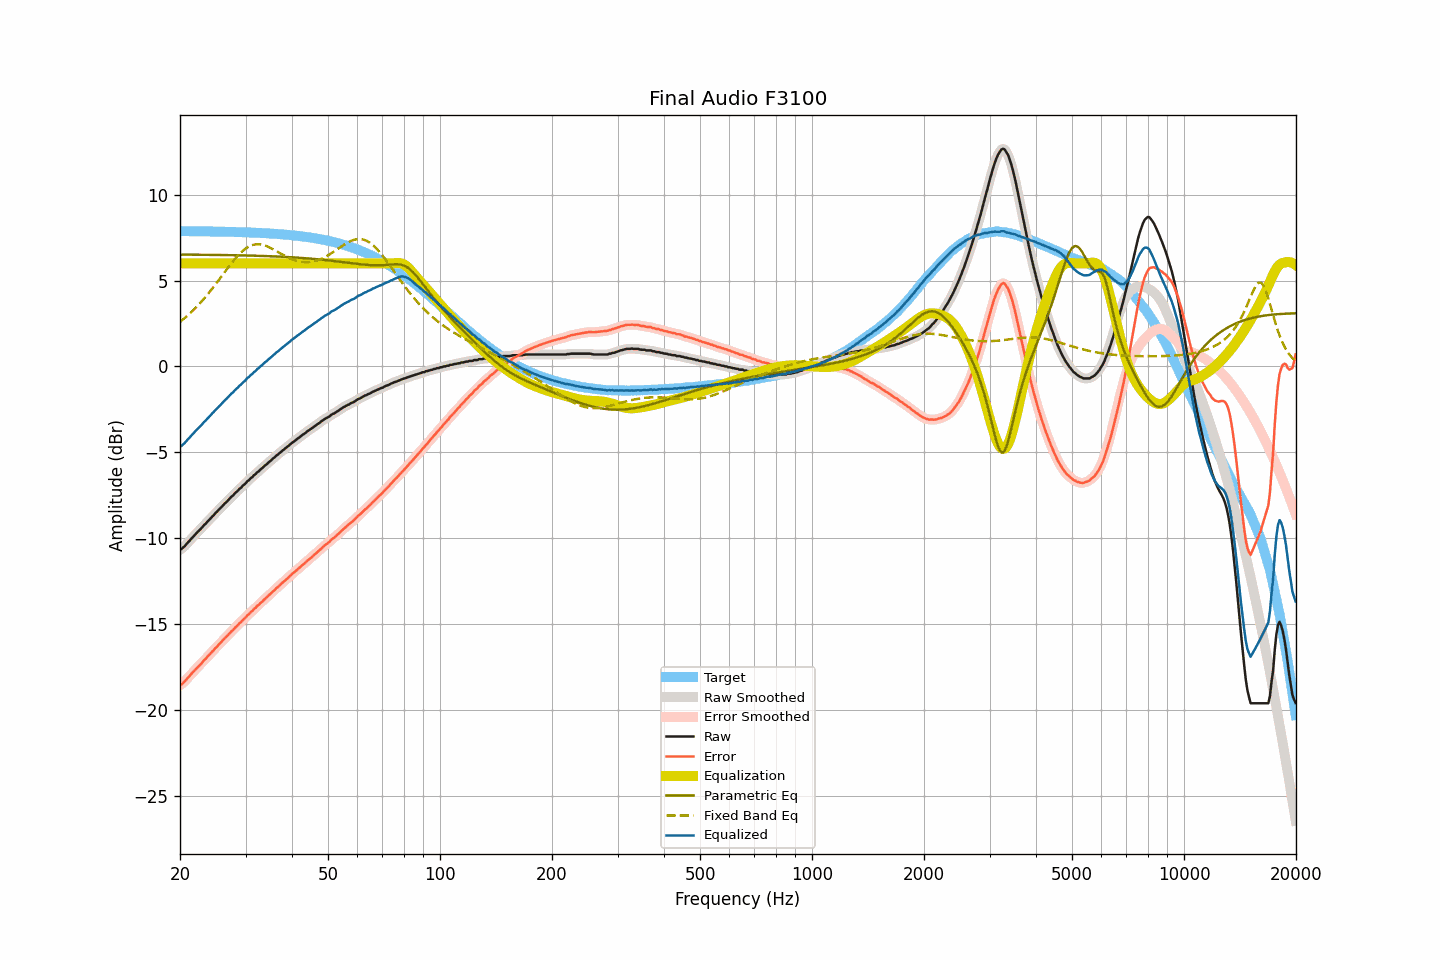 Final Audio F3100
10
5
0
−5
−10
−15
−20
−25
Amplitude (dBr)
Target
Raw Smoothed
Error Smoothed
Raw
Error
Equalization
Parametric Eq
Fixed Band Eq
Equalized
20 50 100 200 500 1000 2000 5000 10000 20000
Frequency (Hz)